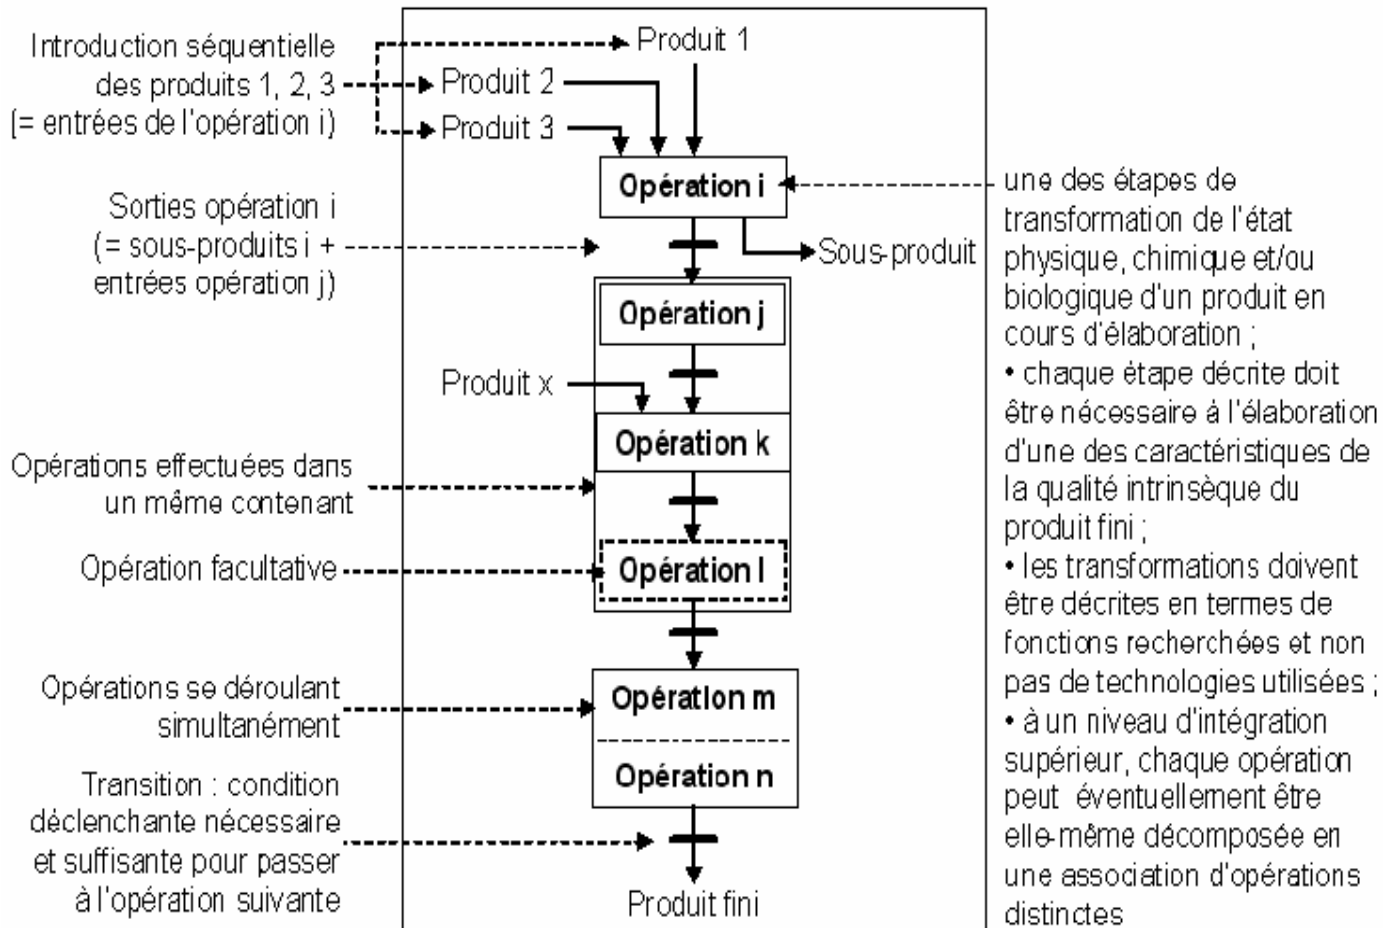 Introduction séquentielle
des produits 1, 2, 3
(= entrées de l'opération i)
Produit 1
Produit 2
Produit 3
Opération i
Sorties opération i
(= sous-produits i +
entrées opération j)
Sous-produit
Opération j
Produit x
Opération k
Opérations effectuées dans
un même contenant
Opération facultative
Opération l
Opérations se déroulant
simultanément
Opération m
Opération n
Transition : condition
déclenchante nécessaire
et suffisante pour passer
à l'opération suivante
Produit fini
une des étapes de
transformation de l'état
physique, chimique et/ou
biologique d'un produit en
cours d'élaboration ;
• chaque étape décrite doit
être nécessaire à l'élaboration
d'une des caractéristiques de
la qualité intrinsèque du
produit fini ;
• les transformations doivent
être décrites en termes de
fonctions recherchées et non
pas de technologies utilisées ;
• à un niveau d'intégration
supérieur, chaque opération
peut éventuellement être
elle-même décomposée en
une association d'opérations
distinctes